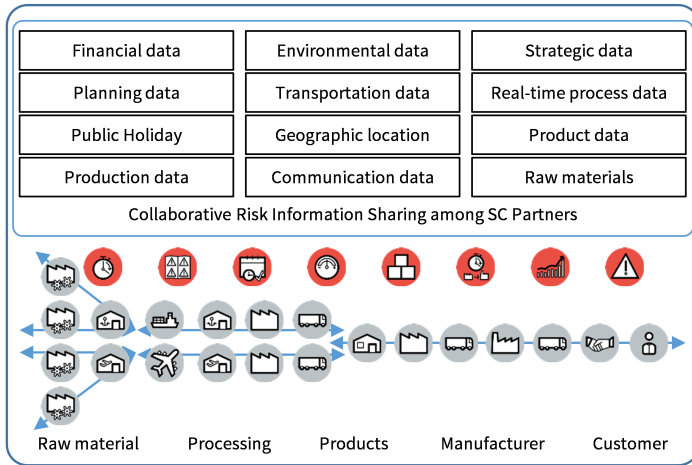 Financial data
Environmental data
Strategic data
Planning data
Transportation data
Real-time process data
Public Holiday
Geographic location
Product data
Production data
Communication data
Raw materials
Collaborative Risk Information Sharing among SC Partners
Raw material
Processing
Products
Manufacturer
Customer